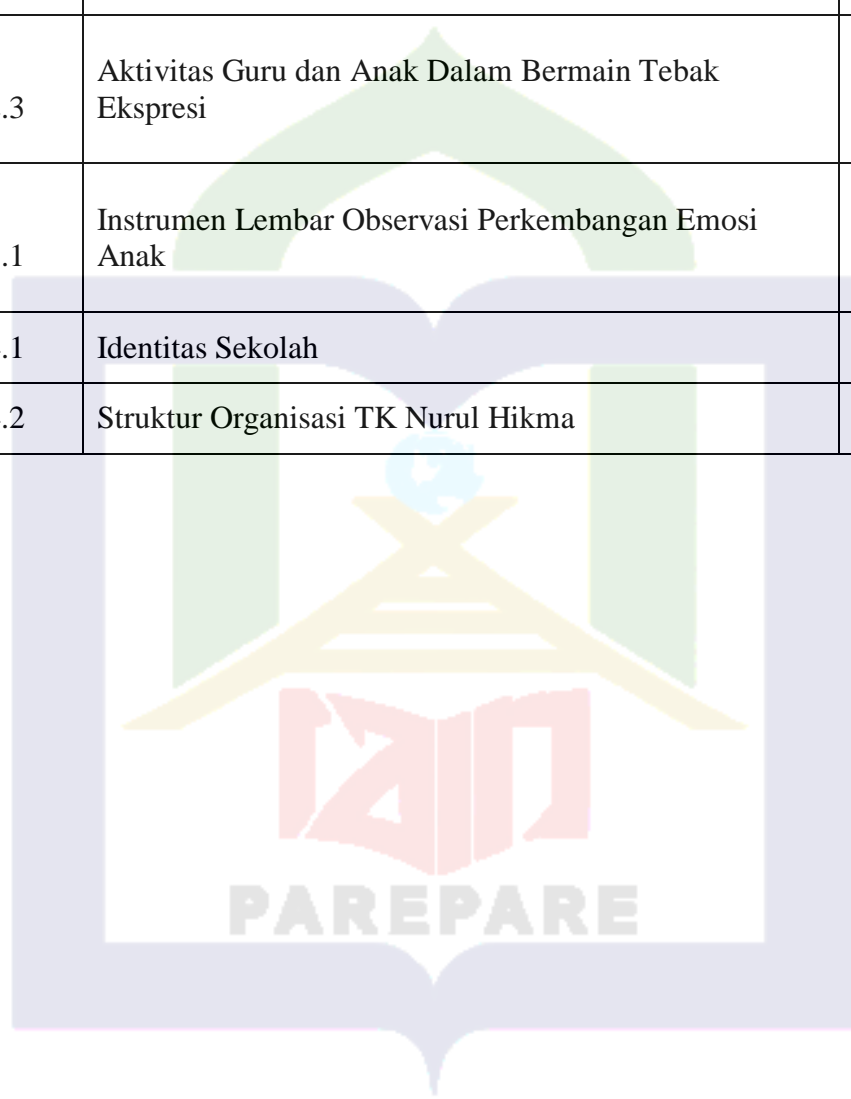 .3
Aktivitas Guru dan Anak Dalam Bermain Tebak
Ekspresi
.1
Instrumen Lembar Observasi Perkembangan Emosi
Anak
.1 Identitas Sekolah
.2 Struktur Organisasi TK Nurul Hikma
iain
PAREPARE